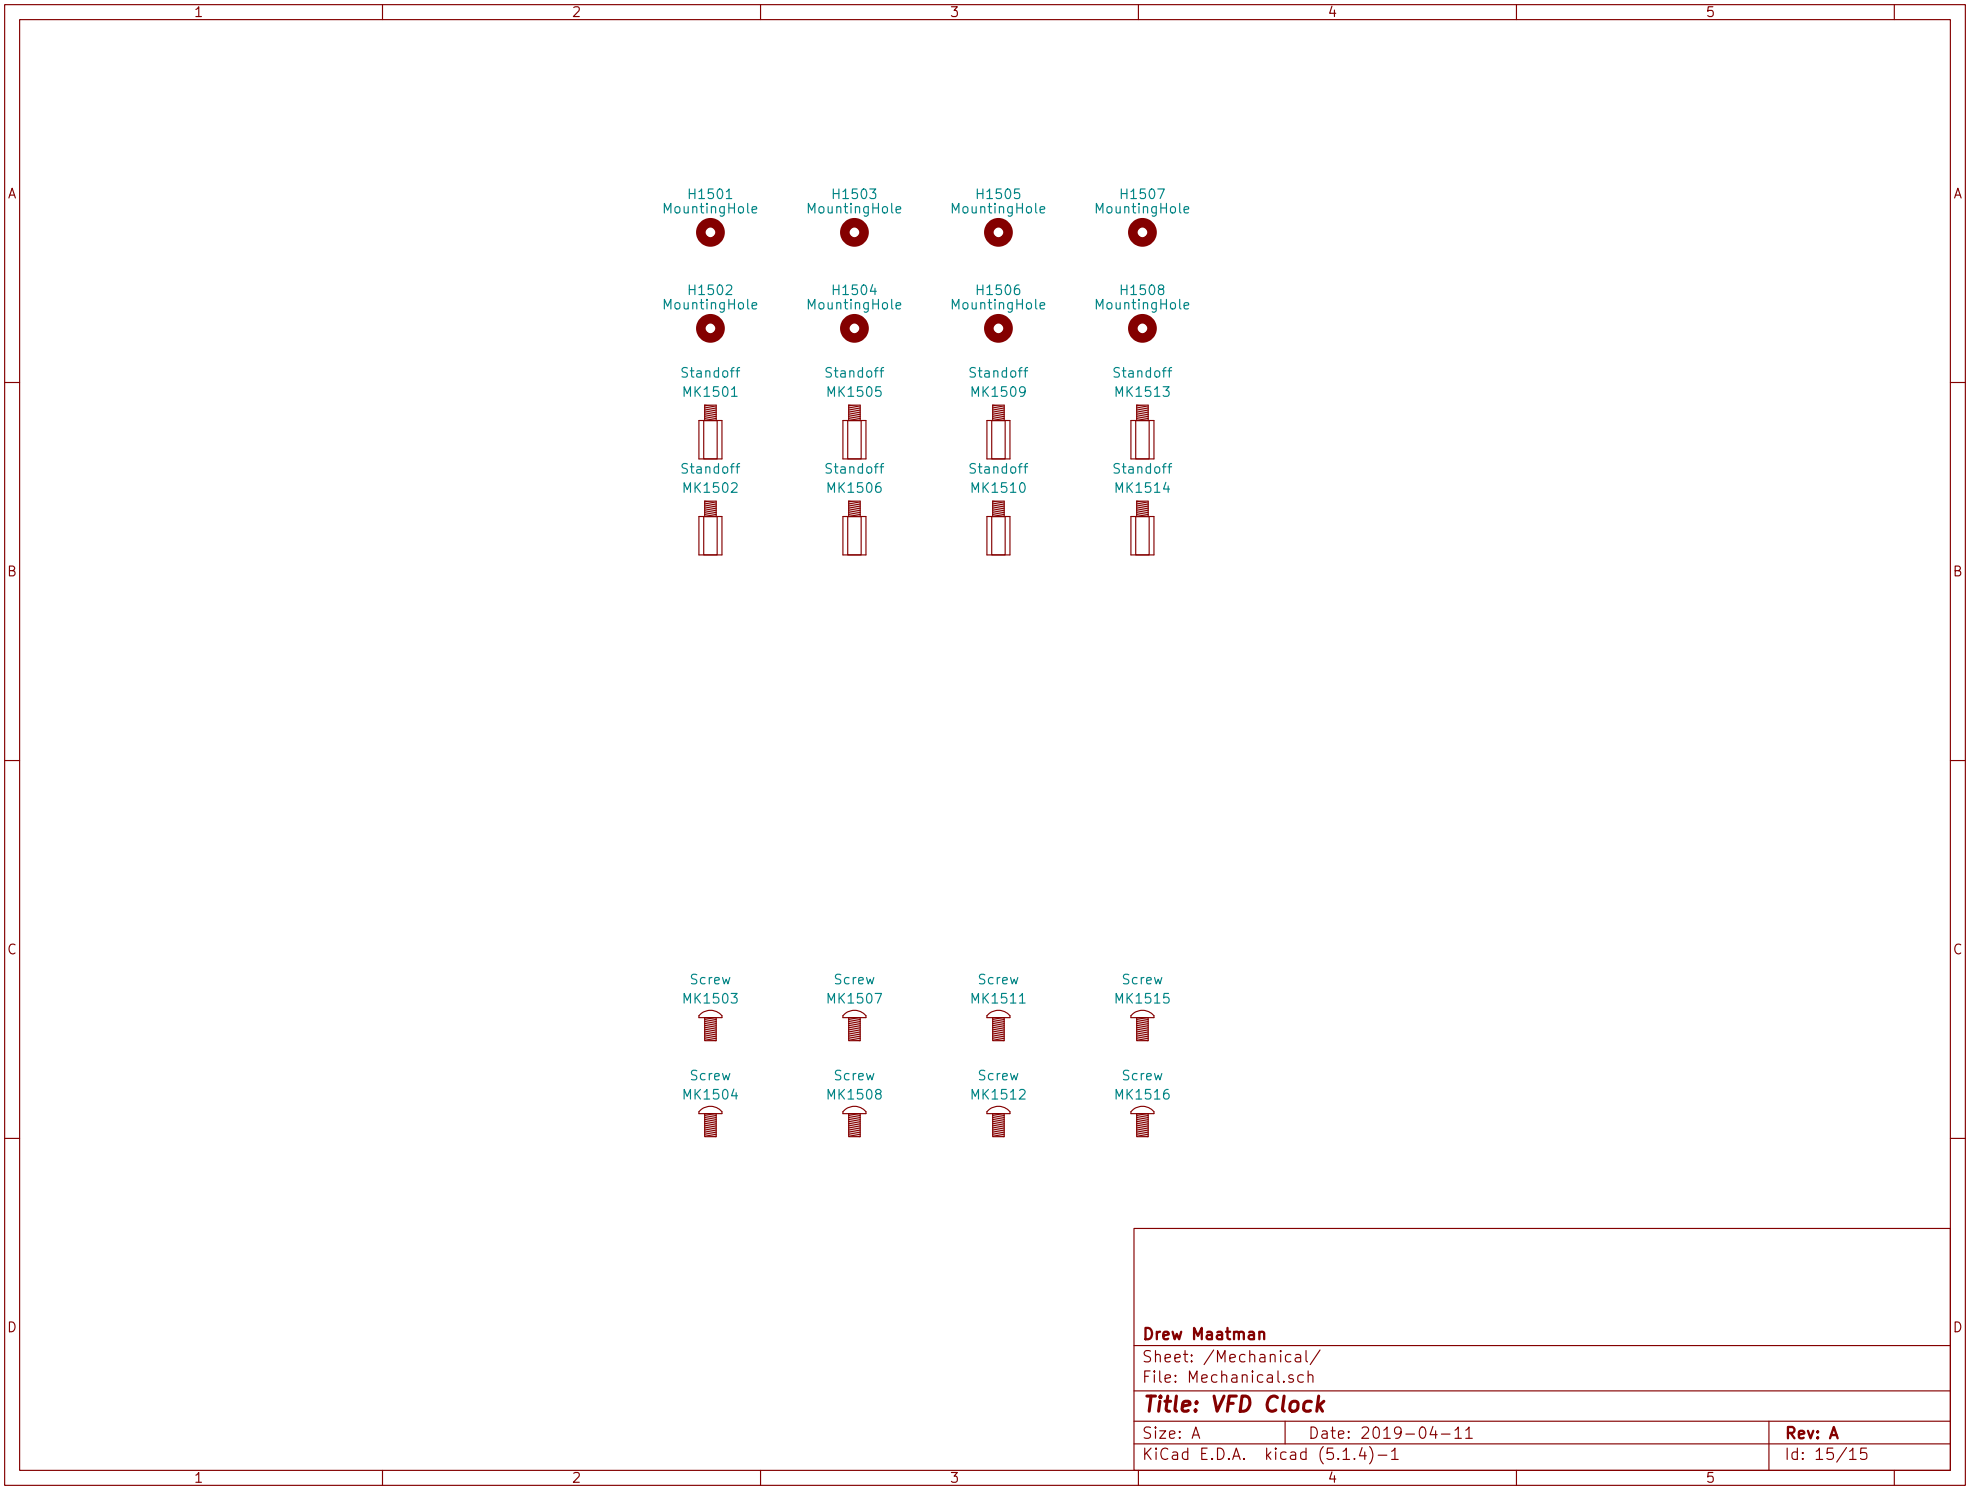 1 2 3 4 5
A A
H1501 H1503 H1505 H1507
MountingHole MountingHole MountingHole MountingHole
H1502 H1504 H1506 H1508
MountingHole MountingHole MountingHole MountingHole
Standoff Standoff Standoff Standoff
MK1501 MK1505 MK1509 MK1513
Standoff Standoff Standoff Standoff
MK1502 MK1506 MK1510 MK1514
B B
C C
Screw Screw Screw Screw
MK1503 MK1507 MK1511 MK1515
Screw Screw Screw Screw
MK1504 MK1508 MK1512 MK1516
D D
Drew Maatman
Sheet: /Mechanical/
File: Mechanical.sch
Title: VFD Clock
Size: A Date: 2019-04-11 Rev: A
KiCad E.D.A. kicad (5.1.4)-1 Id: 15/15
1 2 3 4 5